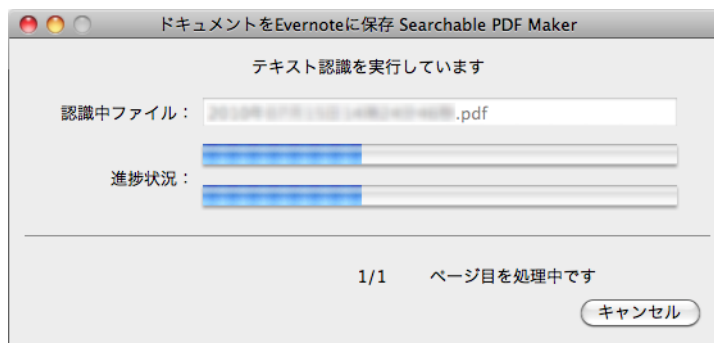 ドキュメントをEvernoteに保存 Searchable PDF Maker
テキスト認識を実行しています
認識中ファイル： .pdf
進捗状況：
1/1 ページ目を処理中です
キャンセル